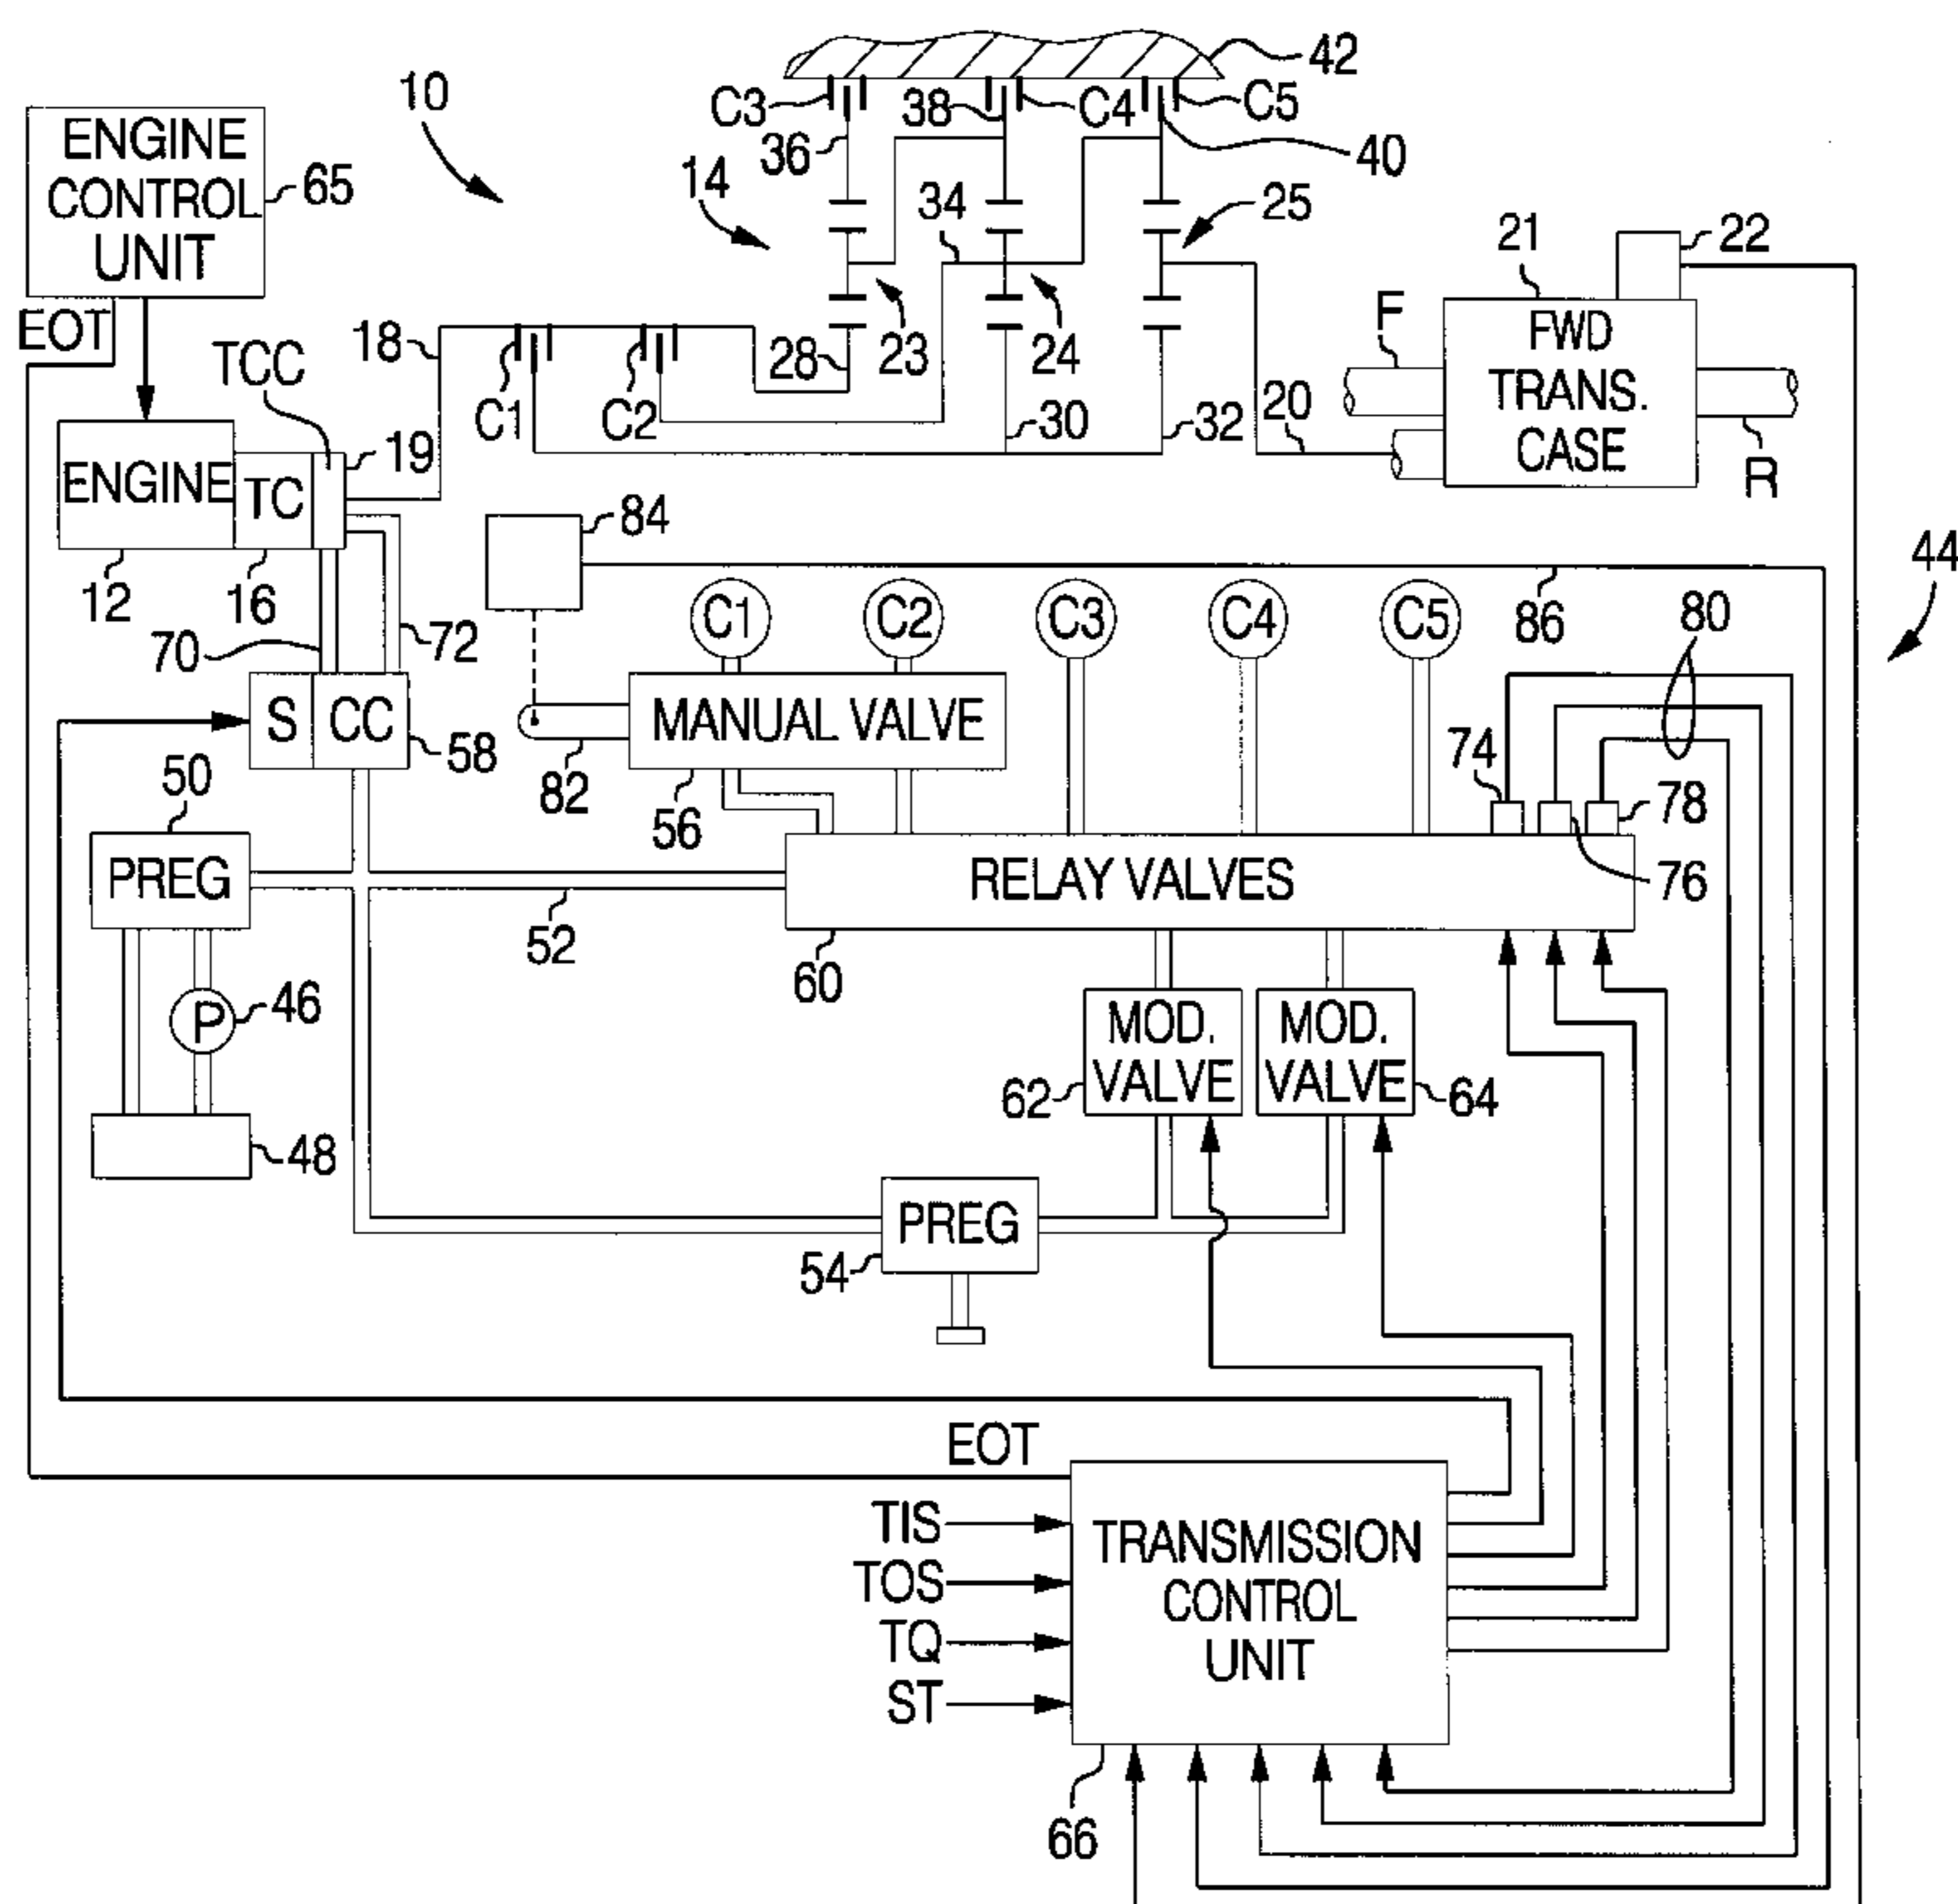 42
10
C3
38
C4
C5
ENGINE
CONTROL
UNIT
65
36
40
14
34
25
21
22
EOT
18
28
23
24
F
FWD
TRANS.
CASE
TCC
C1
C2
30
32
20
R
19
ENGINE
TC
84
44
12
16
C1
C2
C3
C4
C5
86
80
70
72
S
CC
58
MANUAL VALVE
74
50
82
56
78
PREG
RELAY VALVES
76
52
60
P
46
MOD.
VALVE
MOD.
VALVE
62
64
48
PREG
54
EOT
TIS
TOS
TQ
ST
TRANSMISSION
CONTROL
UNIT
66